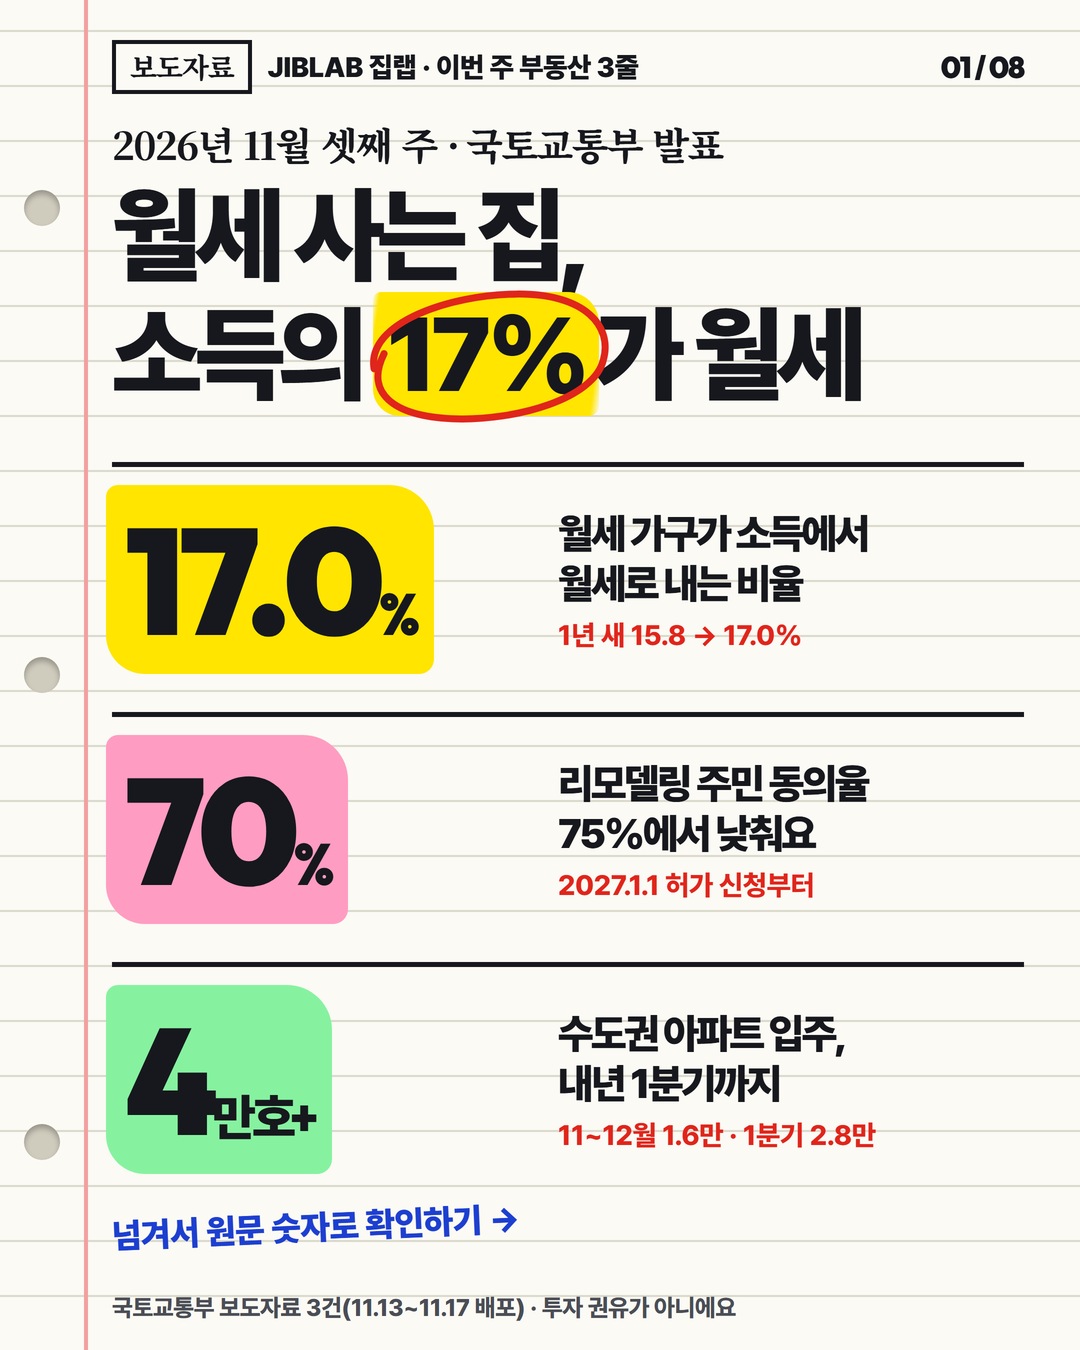 보도자료 JIBLAB 집랩 · 이번 주 부동산 3줄 01/08
2026년 11월 셋째 주 · 국토교통부 발표
월세 사는 집,
소득의 17%가 월세
17.0%
월세 가구가 소득에서
월세로 내는 비율
1년 새 15.8 → 17.0%
70%
리모델링 주민 동의율
75%에서 낮춰요
2027.1.1 허가 신청부터
4만호+
수도권 아파트 입주,
내년 1분기까지
11~12월 1.6만 · 1분기 2.8만
넘겨서 원문 숫자로 확인하기 →
국토교통부 보도자료 3건(11.13~11.17 배포) · 투자 권유가 아니에요